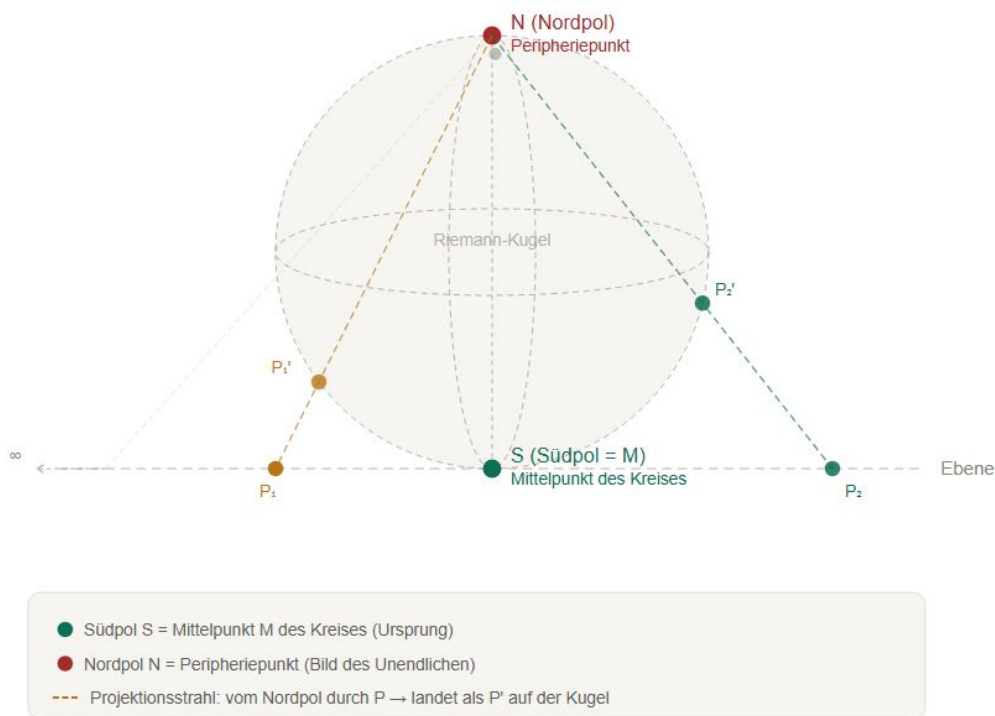 N (Nordpol)
Peripheriepunkt
Riemann-Kugel
P₂'
P₁'
S (Südpol = M)
Mittelpunkt des Kreises
∞
Ebene
P₁
P₂
Südpol S = Mittelpunkt M des Kreises (Ursprung)
Nordpol N = Peripheriepunkt (Bild des Unendlichen)
Projektionsstrahl: vom Nordpol durch P → landet als P' auf der Kugel